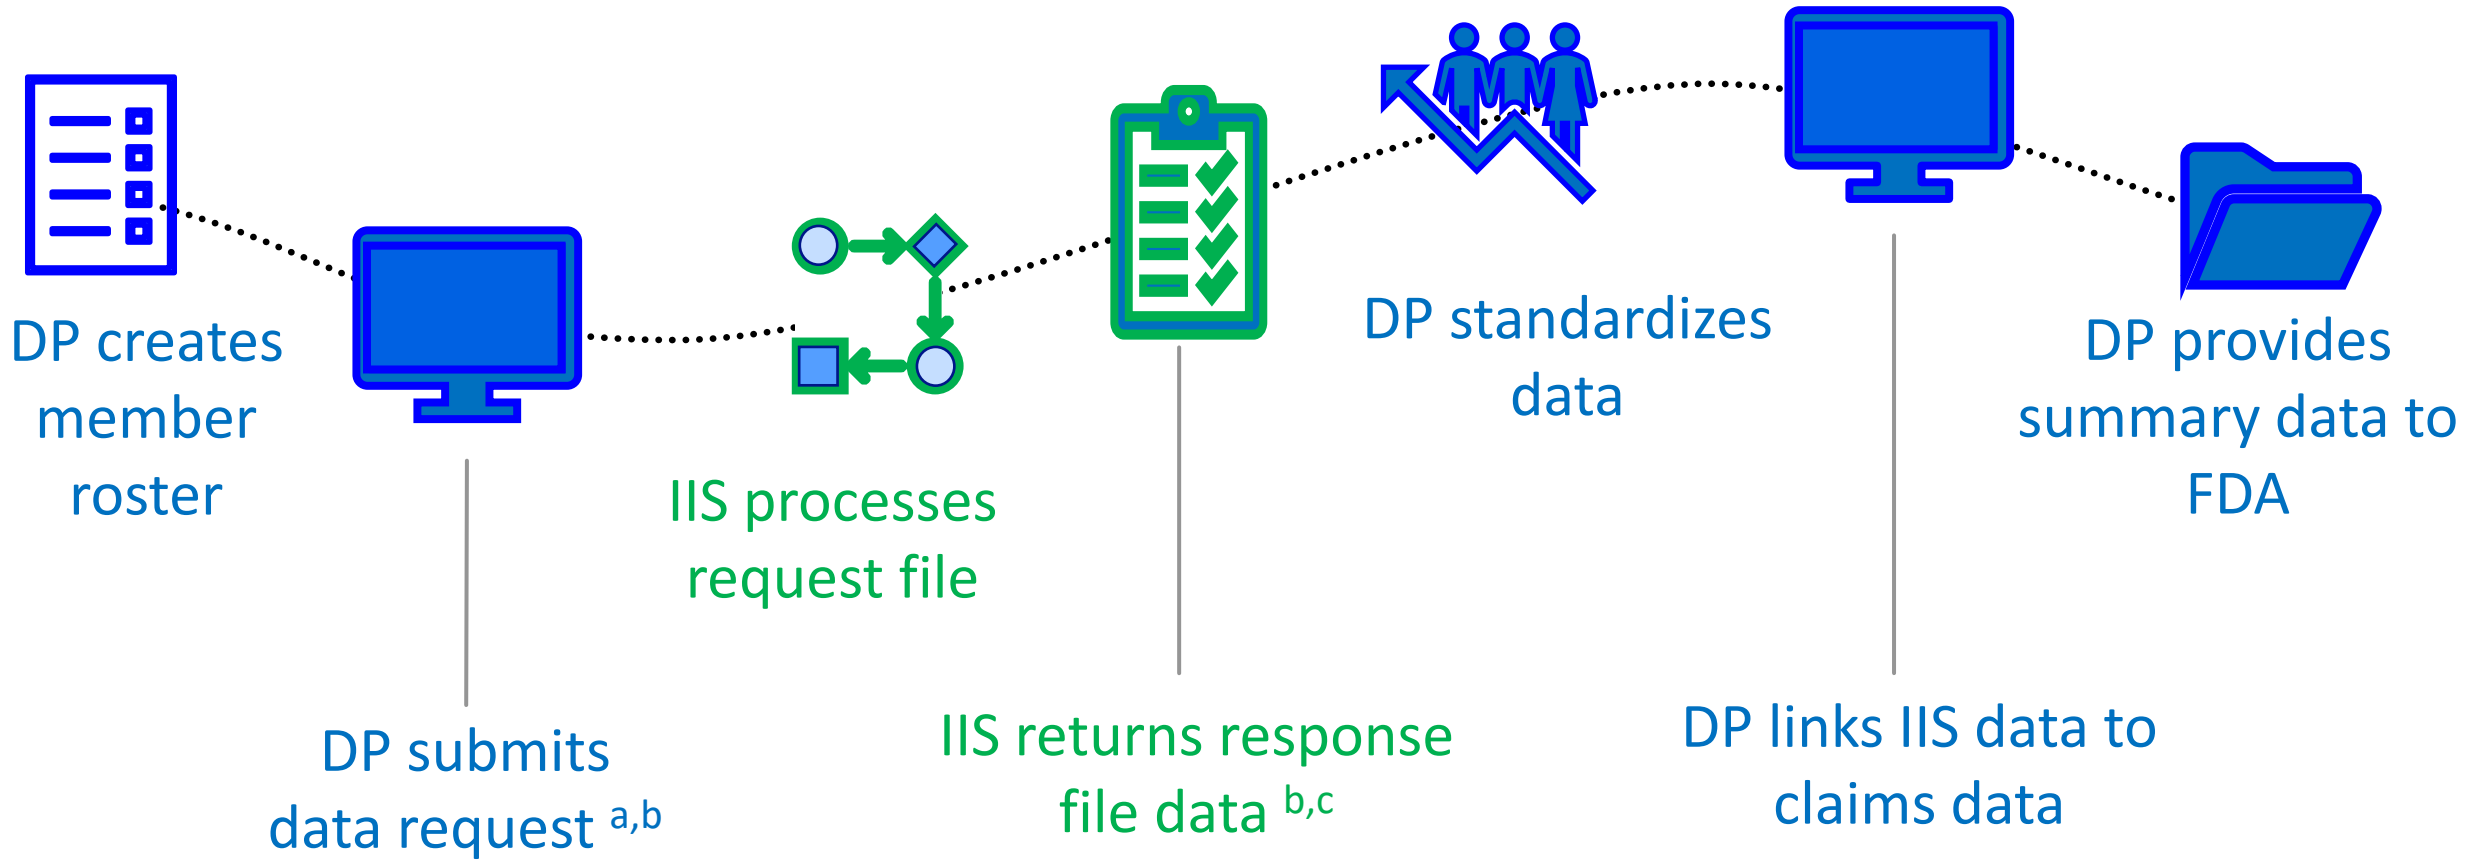 DP creates
member
roster
DP submits
data request a,b
IIS processes
request file
IIS returns response
file data b,c
DP standardizes
data
DP links IIS data to
claims data
DP provides
summary data to
FDA